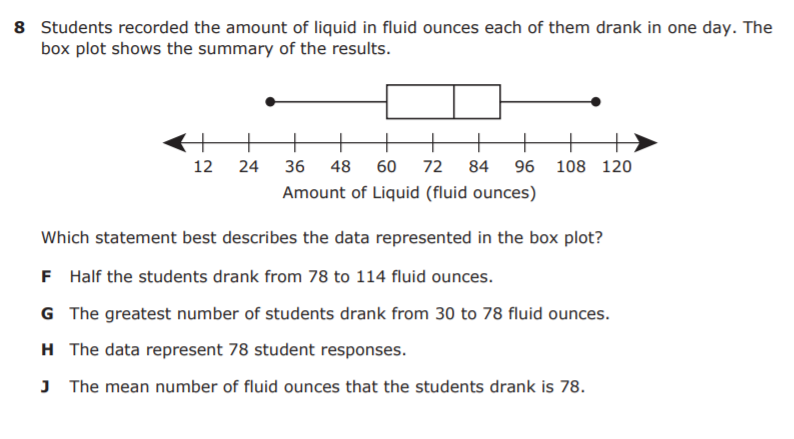 8 Students recorded the amount of liquid in fluid ounces each of them drank in one day. The
box plot shows the summary of the results.
12 24 36 48 60 72 84 96 108 120
Amount of Liquid (fluid ounces)
Which statement best describes the data represented in the box plot?
F Half the students drank from 78 to 114 fluid ounces.
G The greatest number of students drank from 30 to 78 fluid ounces.
H The data represent 78 student responses.
J The mean number of fluid ounces that the students drank is 78.